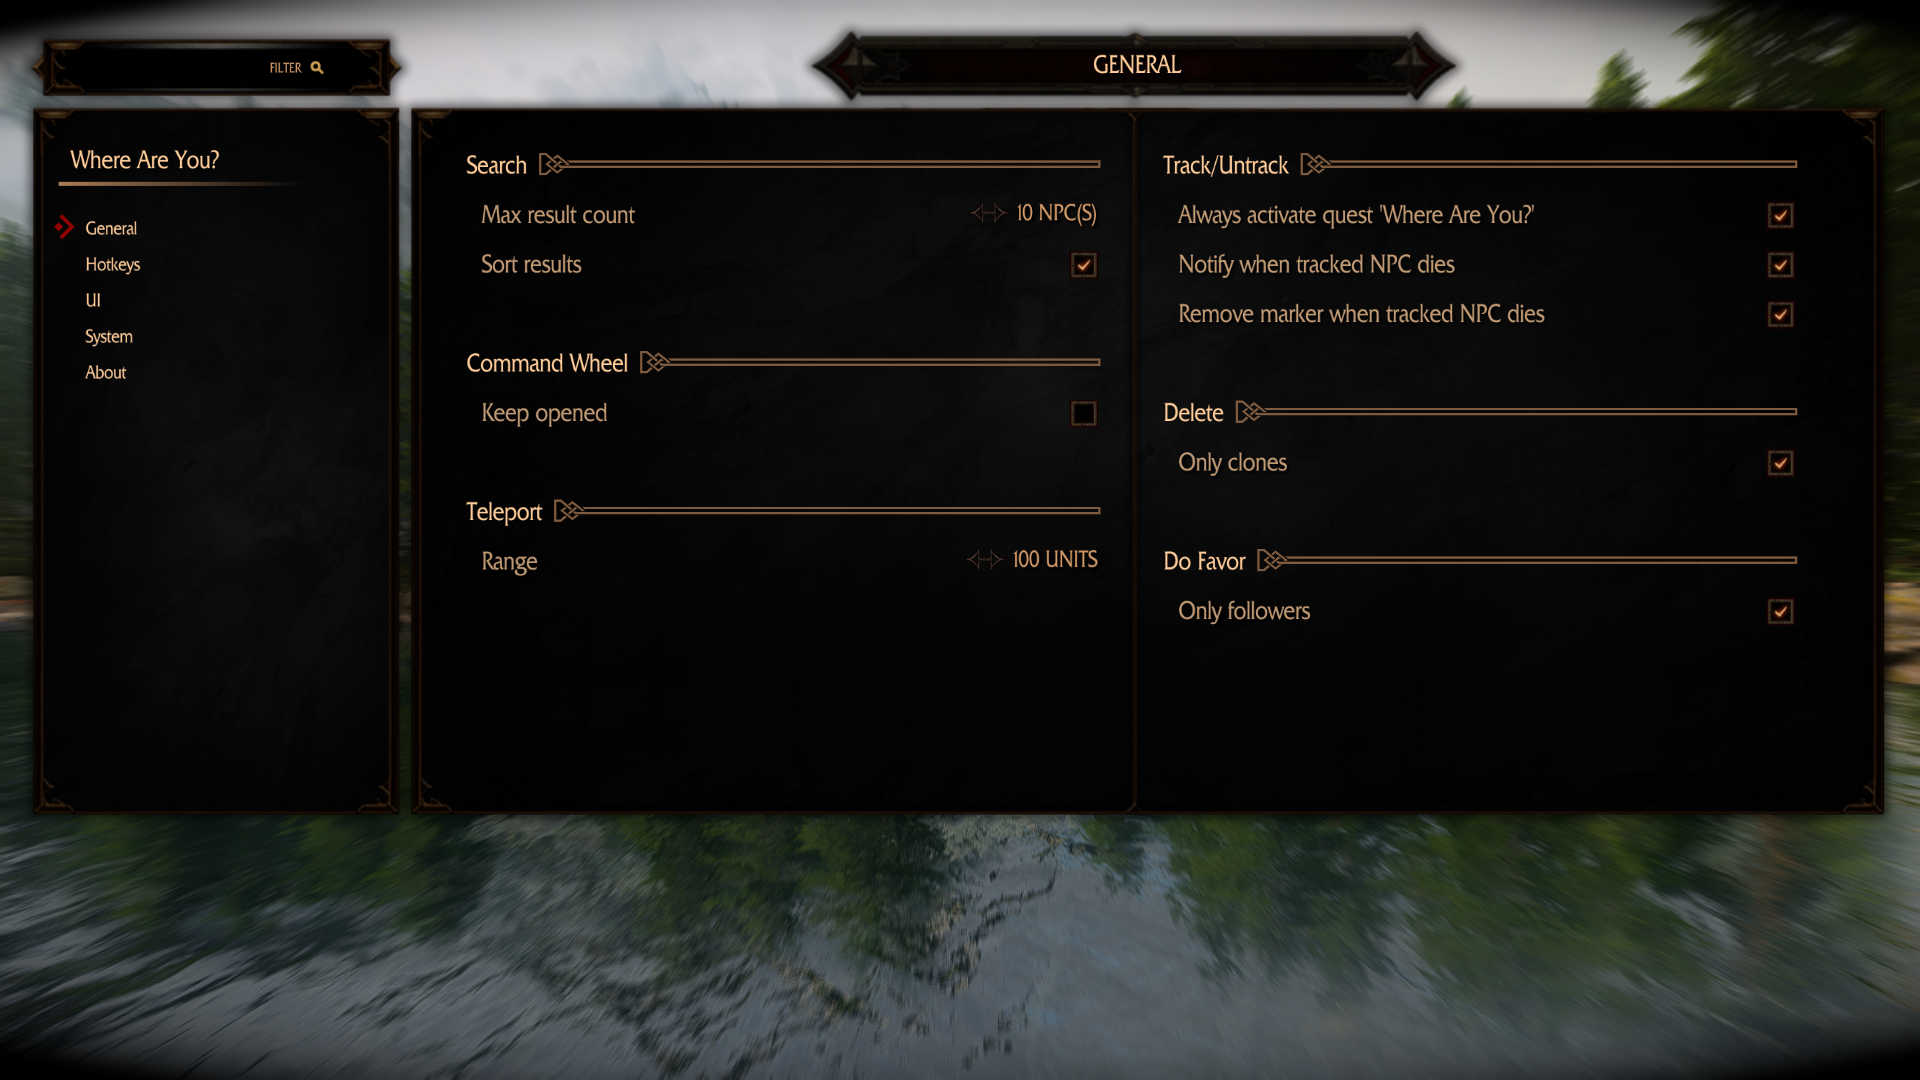 FILTER
GENERAL
Where Are You?
General
Hotkeys
UI
System
About
Search
Max result count
10 NPC(S)
Sort results
Command Wheel
Keep opened
Teleport
Range
100 UNITS
Track/Untrack
Always activate quest 'Where Are You?'
Notify when tracked NPC dies
Remove marker when tracked NPC dies
Delete
Only clones
Do Favor
Only followers